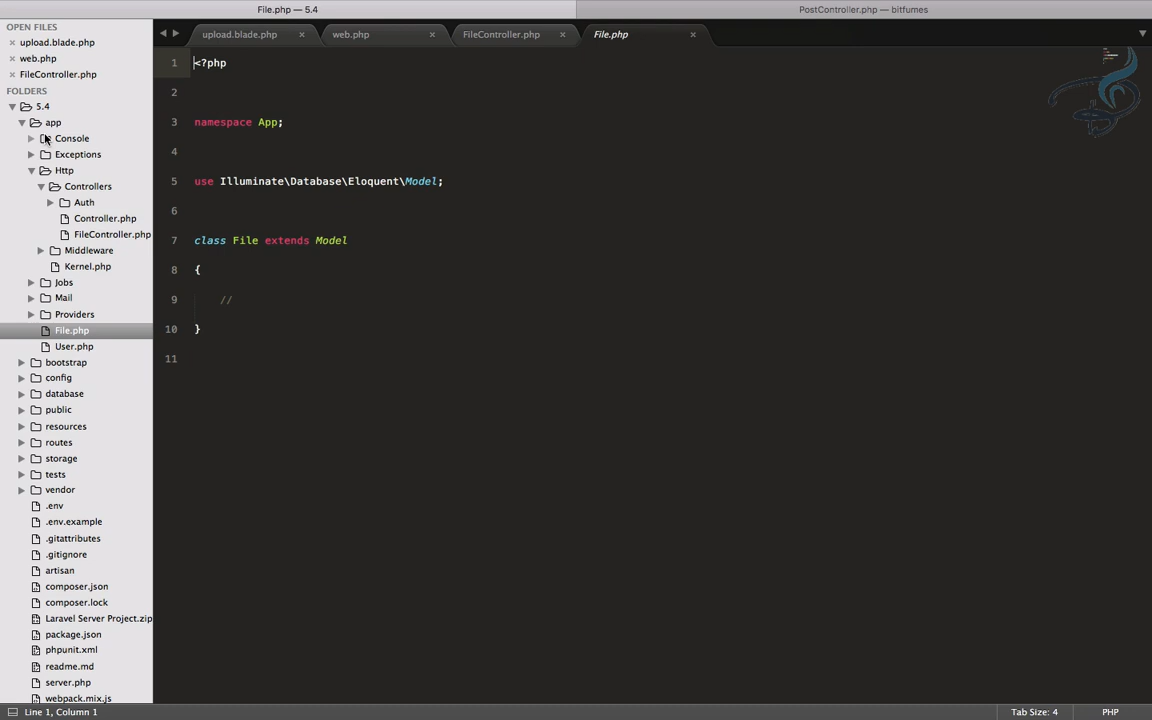 File.php — 5.4
PostController.php — bitfumes
OPEN FILES
upload.blade.php
web.php
FileController.php
FOLDERS
5.4
app
Console
Exceptions
Http
Controllers
Auth
Controller.php
FileController.php
Middleware
Kernel.php
Jobs
Mail
Providers
File.php
User.php
bootstrap
config
database
public
resources
routes
storage
tests
vendor
.env
.env.example
.gitattributes
.gitignore
artisan
composer.json
composer.lock
Laravel Server Project.zip
package.json
phpunit.xml
readme.md
server.php
webpack.mix.js
upload.blade.php
web.php
FileController.php
File.php
1 <?php
2
3 namespace App;
4
5 use Illuminate\Database\Eloquent\Model;
6
7 class File extends Model
8 {
9 //
10 }
11
Line 1, Column 1
Tab Size: 4
PHP